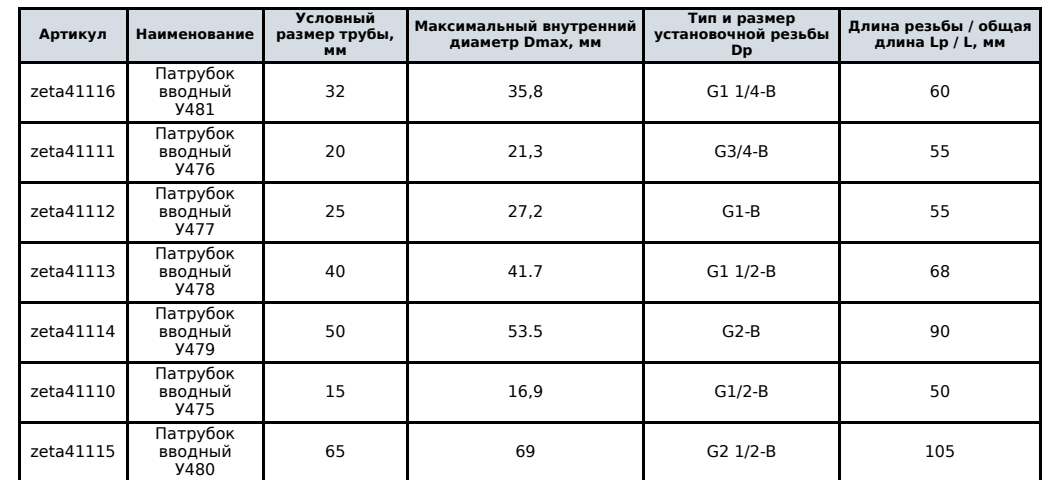 Артикул
Наименование
Условный
размер трубы,
мм
Максимальный внутренний
диаметр Dmax, мм
Тип и размер
установочной резьбы
Dp
Длина резьбы / общая
длина Lp / L, мм
zeta41116
Патрубок
вводный
У481
32
35,8
G1 1/4-B
60
zeta41111
Патрубок
вводный
У476
20
21,3
G3/4-B
55
zeta41112
Патрубок
вводный
У477
25
27,2
G1-B
55
zeta41113
Патрубок
вводный
У478
40
41.7
G1 1/2-B
68
zeta41114
Патрубок
вводный
У479
50
53.5
G2-B
90
zeta41110
Патрубок
вводный
У475
15
16,9
G1/2-B
50
zeta41115
Патрубок
вводный
У480
65
69
G2 1/2-B
105